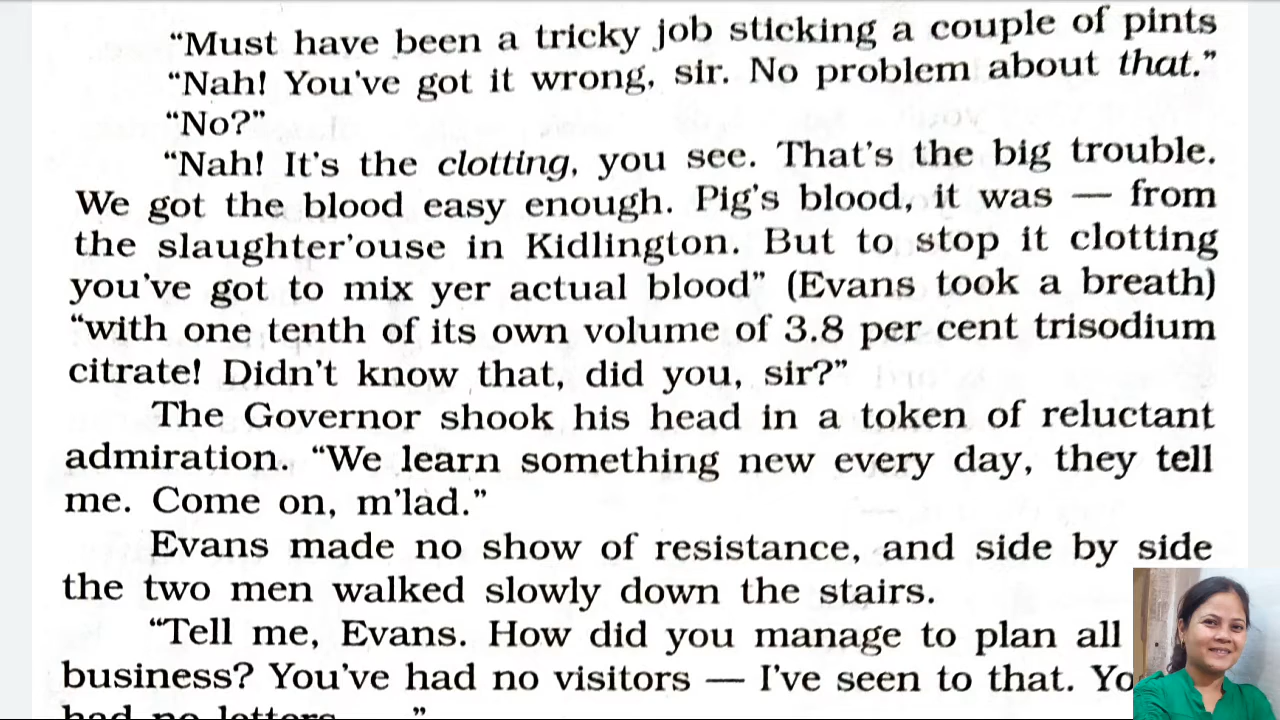 “Must have been a tricky job sticking a couple of pints
“Nah! You’ve got it wrong, sir. No problem about that.”
“No?”
“Nah! It’s the clotting, you see. That’s the big trouble.
We got the blood easy enough. Pig’s blood, it was — from
the slaughter’ouse in Kidlington. But to stop it clotting
you’ve got to mix yer actual blood” (Evans took a breath)
“with one tenth of its own volume of 3.8 per cent trisodium
citrate! Didn’t know that, did you, sir?”
The Governor shook his head in a token of reluctant
admiration. “We learn something new every day, they tell
me. Come on, m’lad.”
Evans made no show of resistance, and side by side
the two men walked slowly down the stairs.
“Tell me, Evans. How did you manage to plan all
business? You’ve had no visitors — I’ve seen to that.
had no letters ”